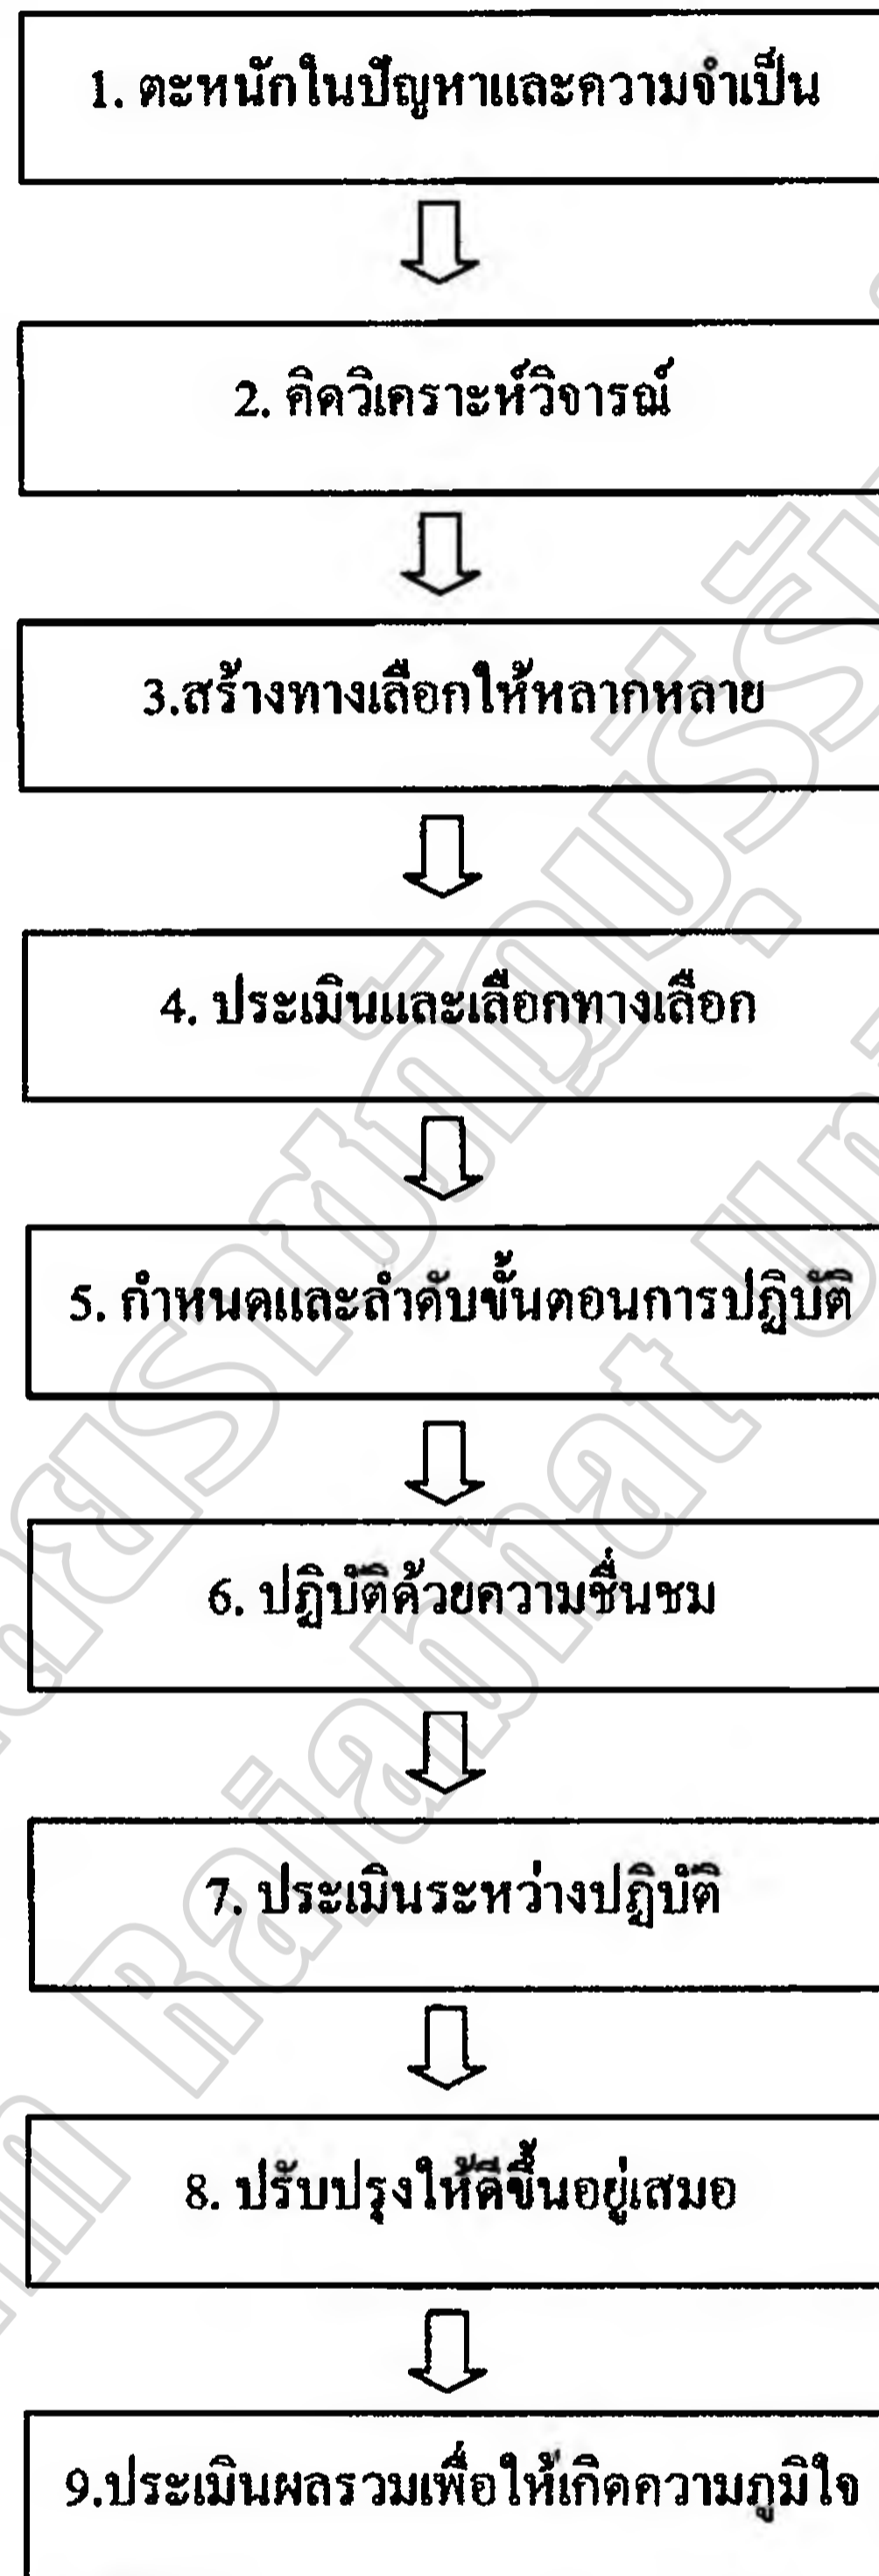 1. ตะหนักในปัญหาและความจำเป็น
2. คิดวิเคราะห์วิจารณ์
3.สร้างทางเลือกให้หลากหลาย
4. ประเมินและเลือกทางเลือก
5. กำหนดและลำดับขั้นตอนการปฏิบัติ
6. ปฏิบัติด้วยความชื่นชม
7. ประเมินระหว่างปฏิบัติ
8. ปรับปรุงให้ดีขึ้นอยู่เสมอ
9.ประเมินผลรวมเพื่อให้เกิดความภูมิใจ
Rajabhat